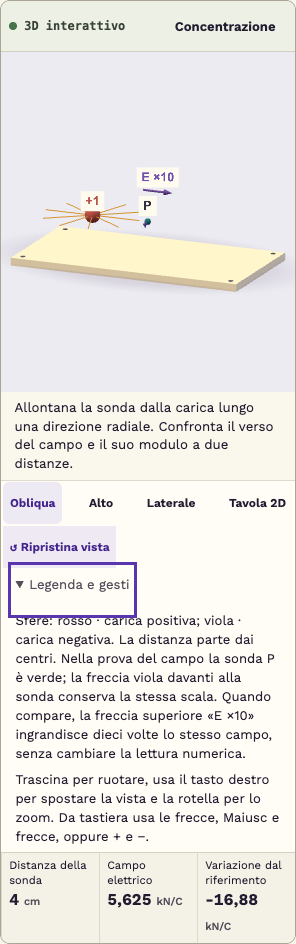 3D interattivo
Concentrazione
E ×10
+1
P
Allontana la sonda dalla carica lungo
una direzione radiale. Confronta il verso
del campo e il suo modulo a due
distanze.
Obliqua
Alto
Laterale
Tavola 2D
↺ Ripristina vista
▼ Legenda e gesti
Sfere: rosso · carica positiva; viola ·
carica negativa. La distanza parte dai
centri. Nella prova del campo la sonda P
è verde; la freccia viola davanti alla
sonda conserva la stessa scala. Quando
compare, la freccia superiore «E ×10»
ingrandisce dieci volte lo stesso campo,
senza cambiare la lettura numerica.
Trascina per ruotare, usa il tasto destro
per spostare la vista e la rotella per lo
zoom. Da tastiera usa le frecce, Maiusc e
frecce, oppure + e −.
Distanza della
sonda
4 cm
Campo
elettrico
5,625 kN/C
Variazione dal
riferimento
-16,88
kN/C